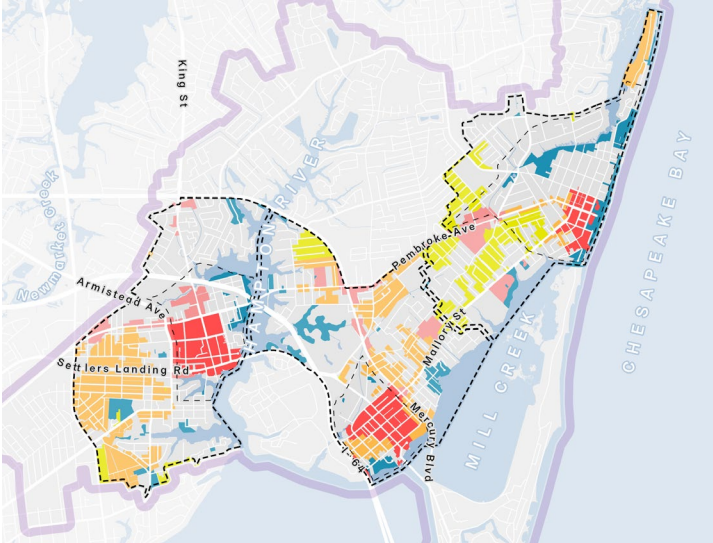 King St
CHESAPEAKE BAY
Newmarket Creek
HAMPTON RIVER
Pembroke Ave
Armistead Ave
Mallory St
Settlers Landing Rd
MILL CREEK
Mercury Blvd
I-64